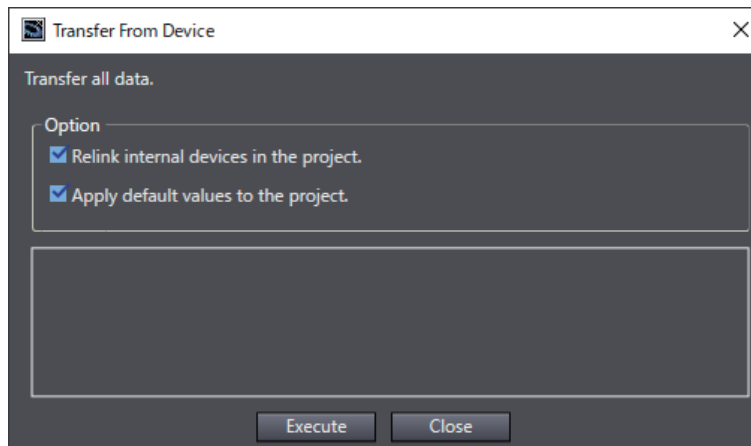 Transfer From Device
Transfer all data.
Option
Relink internal devices in the project.
Apply default values to the project.
Execute
Close